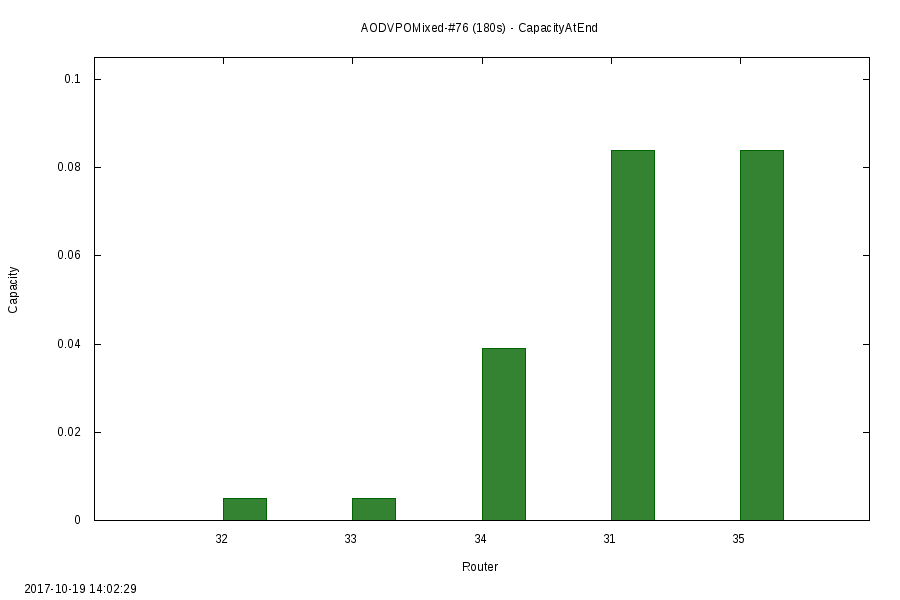 AODVPOMixed-#76 (180s) - CapacityAtEnd
0.1
0.08
0.06
0.04
0.02
0
Capacity
32 33 34 31 35
Router
2017-10-19 14:02:29